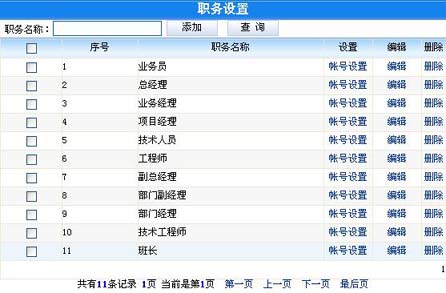 职务设置
职务名称： 添加 查 询
序号 职务名称 设置 编辑 删除
1 业务员 帐号设置 编辑 删除
2 总经理 帐号设置 编辑 删除
3 业务经理 帐号设置 编辑 删除
4 项目经理 帐号设置 编辑 删除
5 技术人员 帐号设置 编辑 删除
6 工程师 帐号设置 编辑 删除
7 副总经理 帐号设置 编辑 删除
8 部门副经理 帐号设置 编辑 删除
9 部门经理 帐号设置 编辑 删除
10 技术工程师 帐号设置 编辑 删除
11 班长 帐号设置 编辑 删除
1
共有11条记录 1页 当前是第1页 第一页 上一页 下一页 最后页